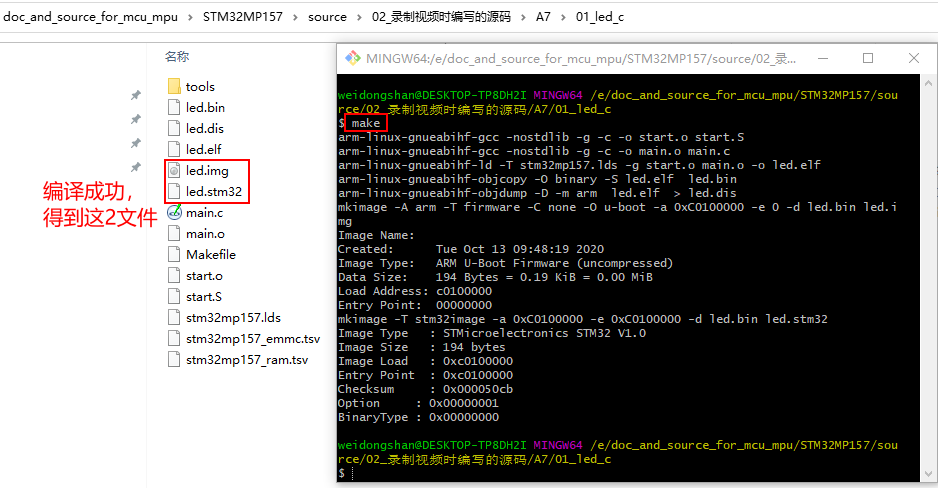 doc_and_source_for_mcu_mpu > STM32MP157 > source > 02_录制视频时编写的源码 > A7 > 01_led_c
名称
tools
led.bin
led.dis
led.elf
led.img
led.stm32
main.c
main.o
Makefile
start.o
start.S
stm32mp157.lds
stm32mp157_emmc.tsv
stm32mp157_ram.tsv
编译成功,
得到这2文件
MINGW64:/e/doc_and_source_for_mcu_mpu/STM32MP157/source/02_录...
weidongshan@DESKTOP-TP8DH2I MINGW64 /e/doc_and_source_for_mcu_mpu/STM32MP157/sou
rce/02_录制视频时编写的源码/A7/01_led_c
$ make
arm-linux-gnueabihf-gcc -nostdlib -g -c -o start.o start.S
arm-linux-gnueabihf-gcc -nostdlib -g -c -o main.o main.c
arm-linux-gnueabihf-ld -T stm32mp157.lds -g start.o main.o -o led.elf
arm-linux-gnueabihf-objcopy -O binary -S led.elf  led.bin
arm-linux-gnueabihf-objdump -D -m arm  led.elf  > led.dis
mkimage -A arm -T firmware -C none -O u-boot -a 0xC0100000 -e 0 -d led.bin led.i
mg
Image Name:
Created:      Tue Oct 13 09:48:19 2020
Image Type:   ARM U-Boot Firmware (uncompressed)
Data Size:    194 Bytes = 0.19 KiB = 0.00 MiB
Load Address: c0100000
Entry Point:  00000000
mkimage -T stm32image -a 0xC0100000 -e 0xC0100000 -d led.bin led.stm32
Image Type   : STMicroelectronics STM32 V1.0
Image Size   : 194 bytes
Image Load   : 0xc0100000
Entry Point  : 0xc0100000
Checksum     : 0x000050cb
Option     : 0x00000001
BinaryType : 0x00000000
weidongshan@DESKTOP-TP8DH2I MINGW64 /e/doc_and_source_for_mcu_mpu/STM32MP157/sou
rce/02_录制视频时编写的源码/A7/01_led_c
$